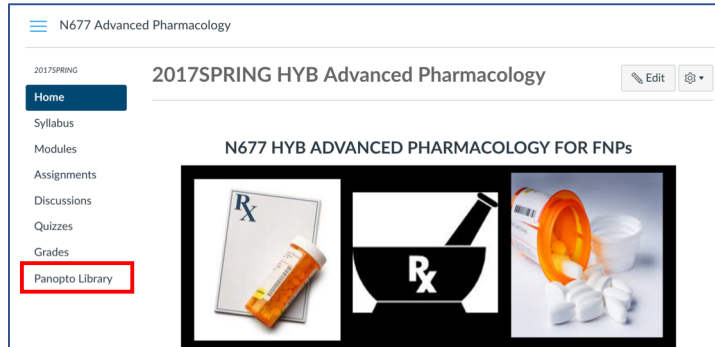 N677 Advanced Pharmacology
2017SPRING
2017SPRING HYB Advanced Pharmacology
Edit
Home
Syllabus
Modules
Assignments
Discussions
Quizzes
Grades
Panopto Library
N677 HYB ADVANCED PHARMACOLOGY FOR FNPs
Rx
Rx